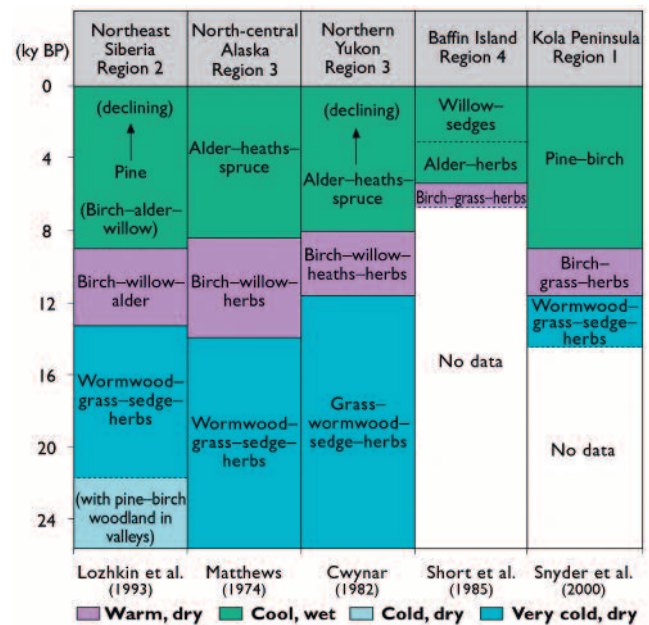 (ky BP)
Northeast
Siberia
Region 2
North-central
Alaska
Region 3
Northern
Yukon
Region 3
Baffin Island
Region 4
Kola Peninsula
Region 1
0
4
8
12
16
20
24
(declining)
Pine
(Birch–alder–
willow)
Birch–willow–
alder
Wormwood–
grass–sedge–
herbs
(with pine–birch
woodland in
valleys)
Alder–heaths–
spruce
Birch–willow–
herbs
Wormwood–
grass–sedge–
herbs
(declining)
Alder–heaths–
spruce
Birch–willow–
heaths–herbs
Grass–
wormwood–
sedge–herbs
Willow–
sedges
Alder–herbs
Birch–grass–herbs
No data
Pine–birch
Birch–
grass–herbs
Wormwood–
grass–sedge–
herbs
No data
Lozhkin et al.
(1993)
Matthews
(1974)
Cwynar
(1982)
Short et al.
(1985)
Snyder et al.
(2000)
Warm, dry
Cool, wet
Cold, dry
Very cold, dry